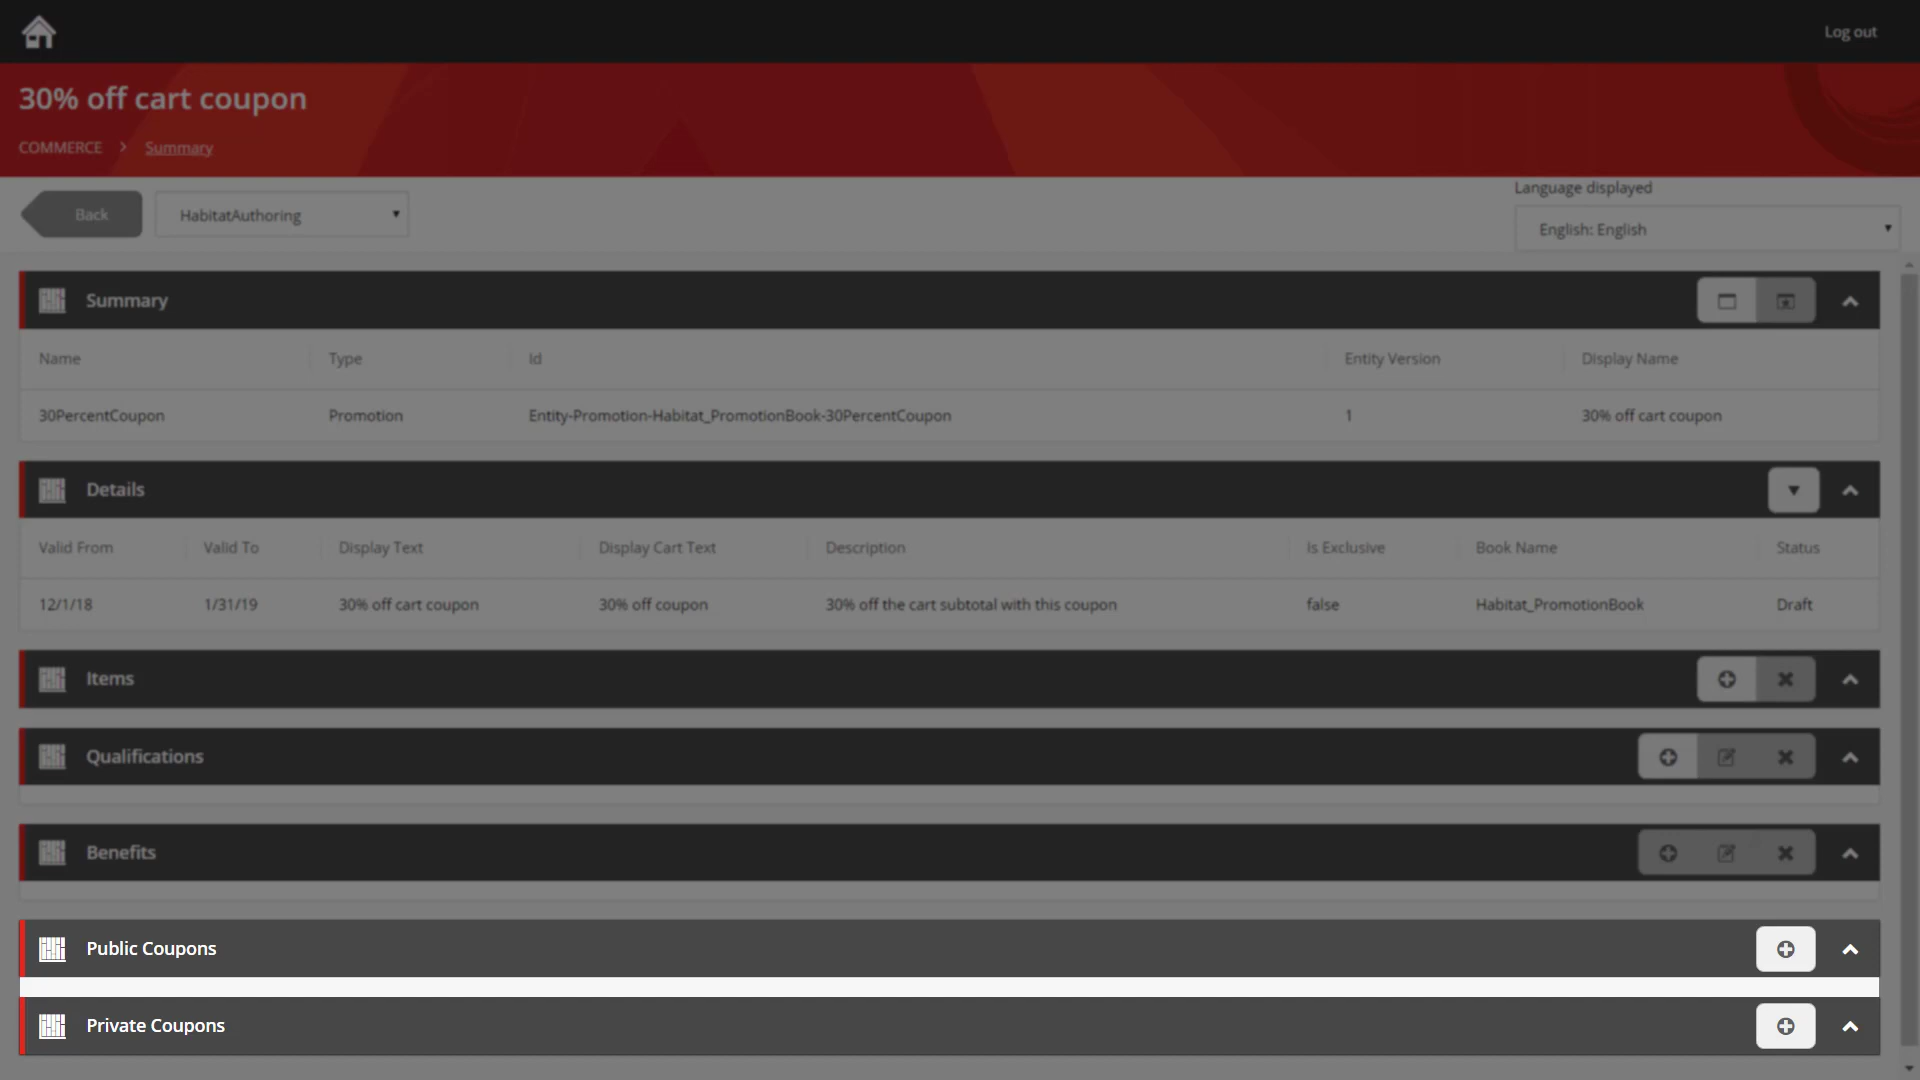 Log out
30% off cart coupon
COMMERCE > Summary
Language displayed
Back HabitatAuthoring
English: English
Summary
Name Type Id Entity Version Display Name
30PercentCoupon Promotion Entity-Promotion-Habitat_PromotionBook-30PercentCoupon 1 30% off cart coupon
Details
Valid From Valid To Display Text Display Cart Text Description Is Exclusive Book Name Status
12/1/18 1/31/19 30% off cart coupon 30% off coupon 30% off the cart subtotal with this coupon false Habitat_PromotionBook Draft
Items
Qualifications
Benefits
Public Coupons
Private Coupons